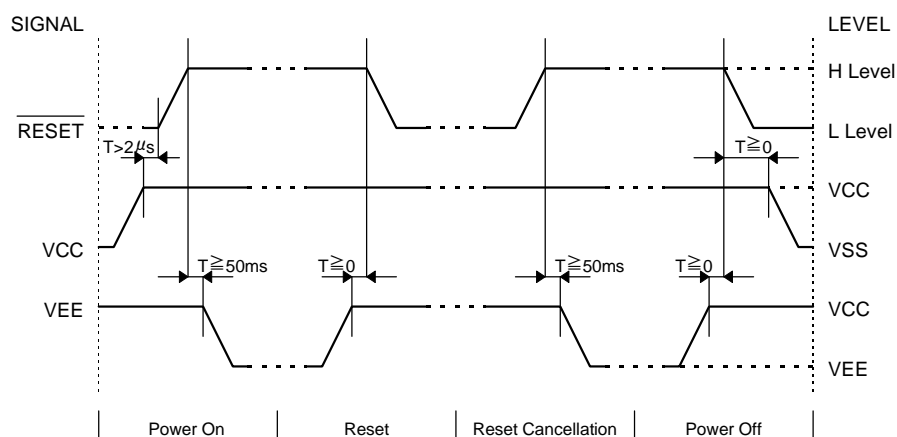 SIGNAL
LEVEL
H Level
RESET
L Level
T>2μs
T≧0
VCC
VCC
VSS
T≧50ms
T≧0
T≧50ms
T≧0
VEE
VCC
VEE
Power On
Reset
Reset Cancellation
Power Off